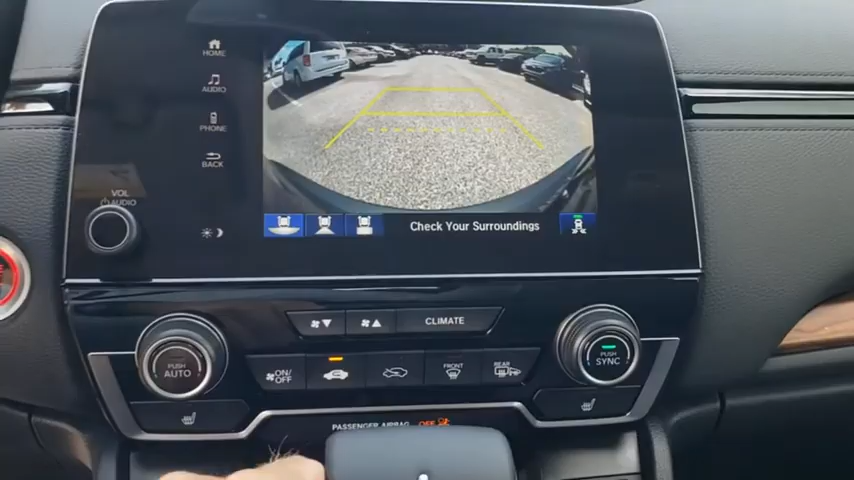 HOME
AUDIO
PHONE
BACK
VOL
AUDIO
Check Your Surroundings
CLIMATE
PUSH
AUTO
ON/
OFF
FRONT
REAR
PUSH
SYNC
PASSENGER AIRBAG OFF